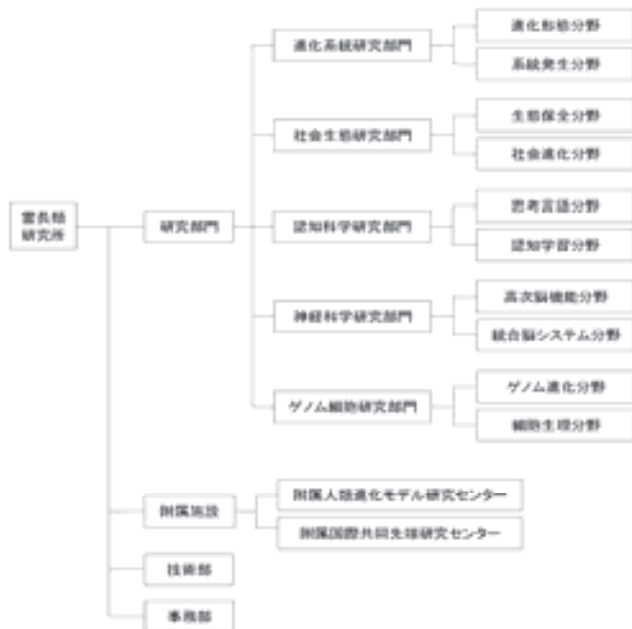 霊長類
研究所
研究部門
進化系統研究部門
進化形態分野
系統発生分野
社会生態研究部門
生態保全分野
社会進化分野
認知科学研究部門
思考言語分野
認知学習分野
神経科学研究部門
高次脳機能分野
統合脳システム分野
ゲノム細胞研究部門
ゲノム進化分野
細胞生理分野
附属施設
附属人類進化モデル研究センター
附属国際共同先端研究センター
技術部
事務部